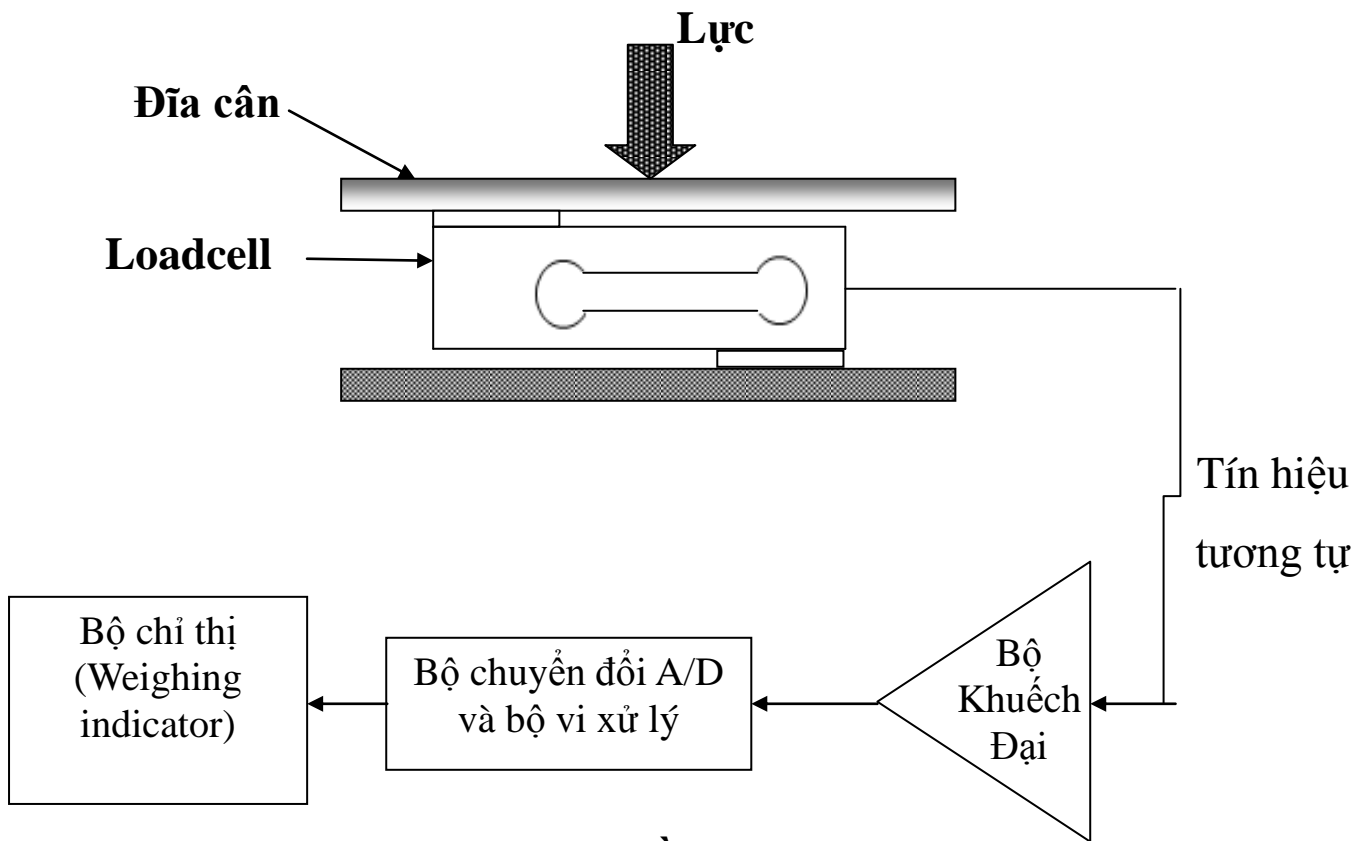 Lực
Đĩa cân
Loadcell
Tín hiệu
tương tự
Bộ chỉ thị
(Weighing
indicator)
Bộ chuyển đổi A/D
và bộ vi xử lý
Bộ
Khuếch
Đại